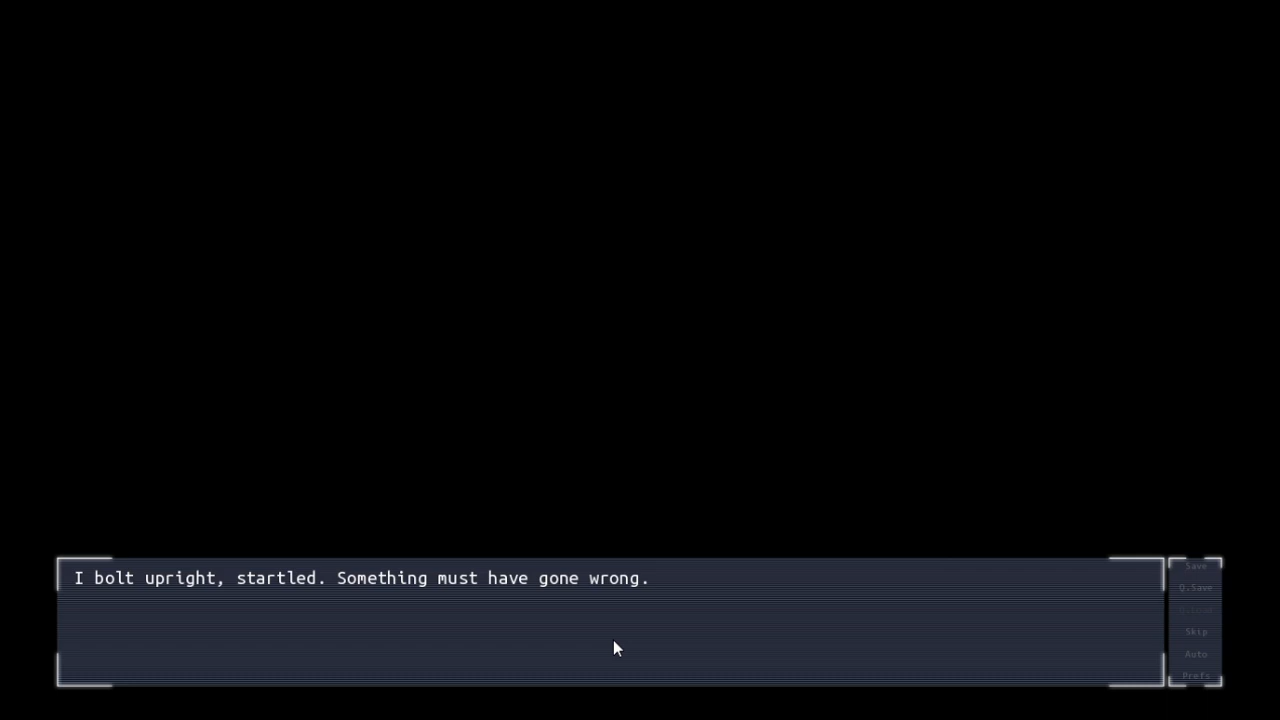 I bolt upright, startled. Something must have gone wrong.
Save
Q.Save
Skip
Auto
Prefs